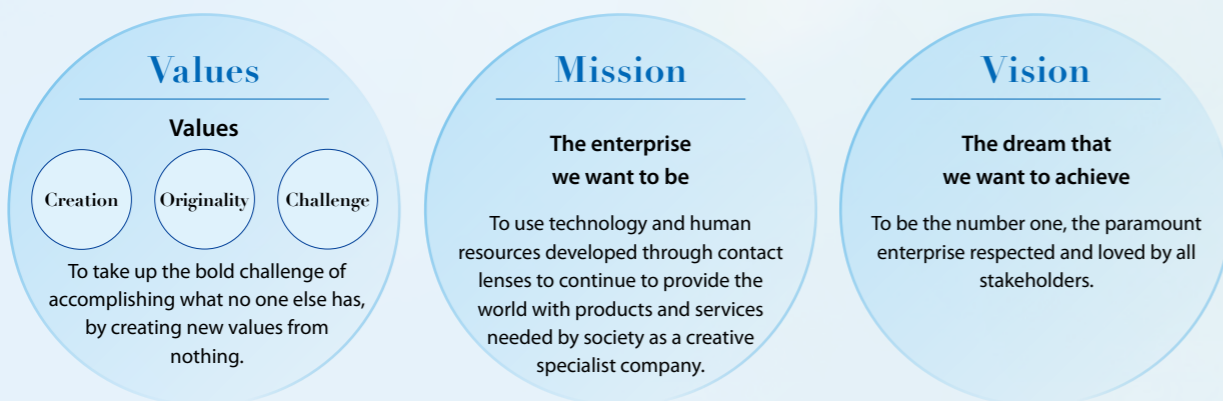 Values
Values
Creation
Originality
Challenge
To take up the bold challenge of
accomplishing what no one else has,
by creating new values from
nothing.
Mission
The enterprise
we want to be
To use technology and human
resources developed through contact
lenses to continue to provide the
world with products and services
needed by society as a creative
specialist company.
Vision
The dream that
we want to achieve
To be the number one, the paramount
enterprise respected and loved by all
stakeholders.